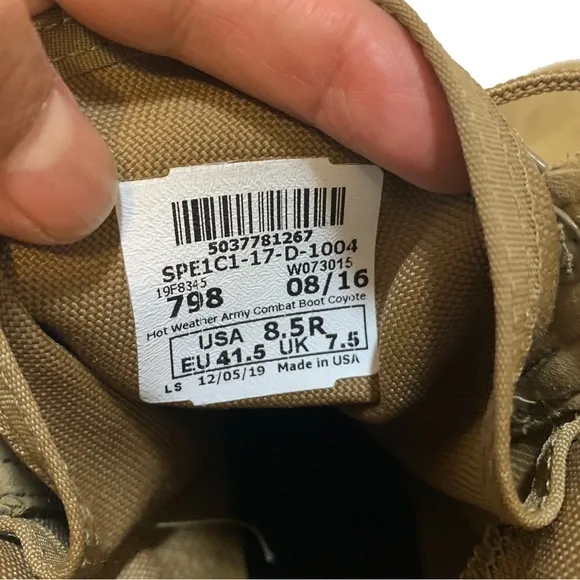 5037781267
SPE1C1-17-D-1004
19F8345 W073015
798 08/16
Hot Weather Army Combat Boot Coyote
USA 8.5R
EU 41.5 UK 7.5
LS 12/05/19 Made in USA